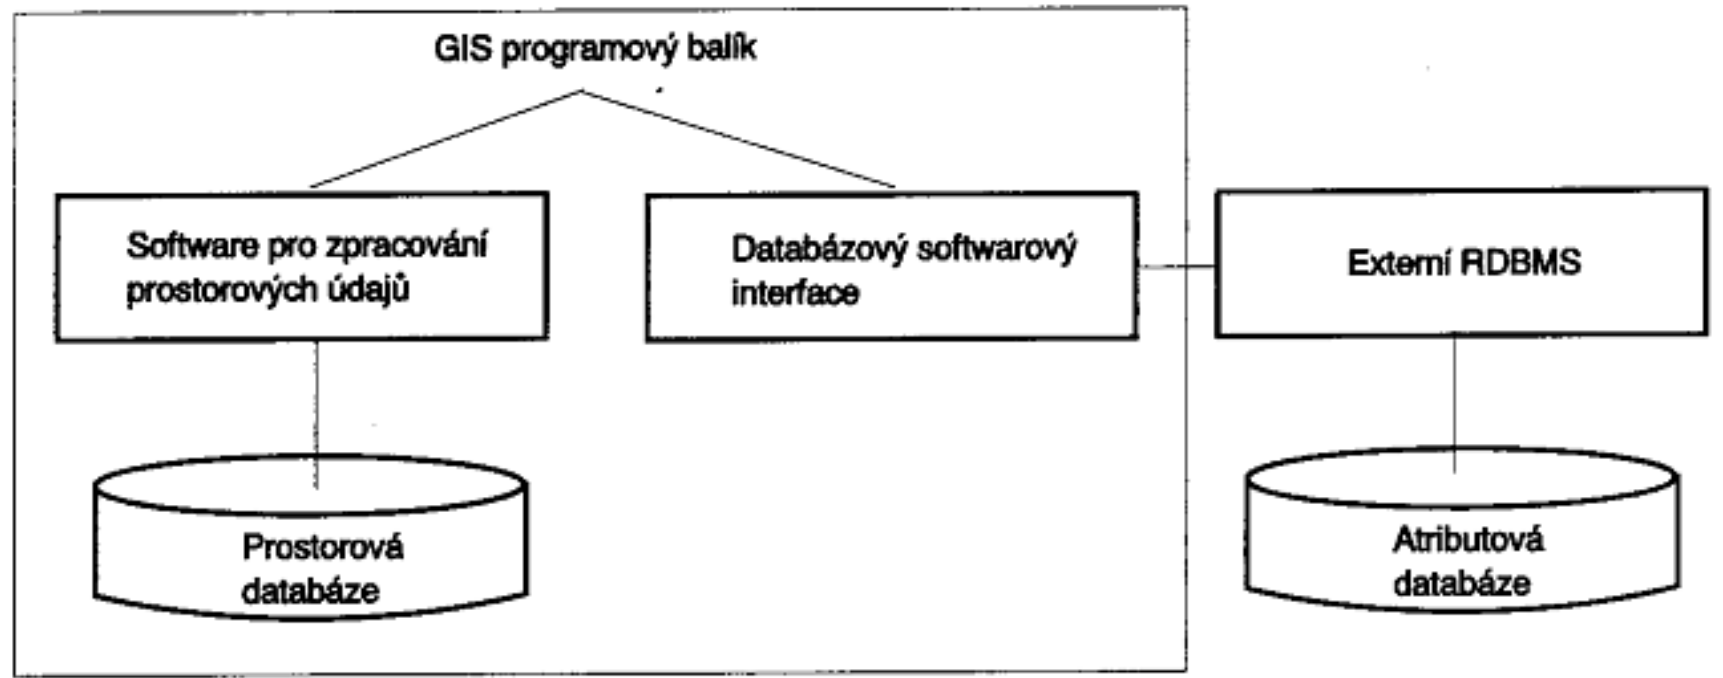 GIS programový balík
Software pro zpracování
prostorových údajů
Databázový softwarový
interface
Externí RDBMS
Prostorová
databáze
Atributová
databáze